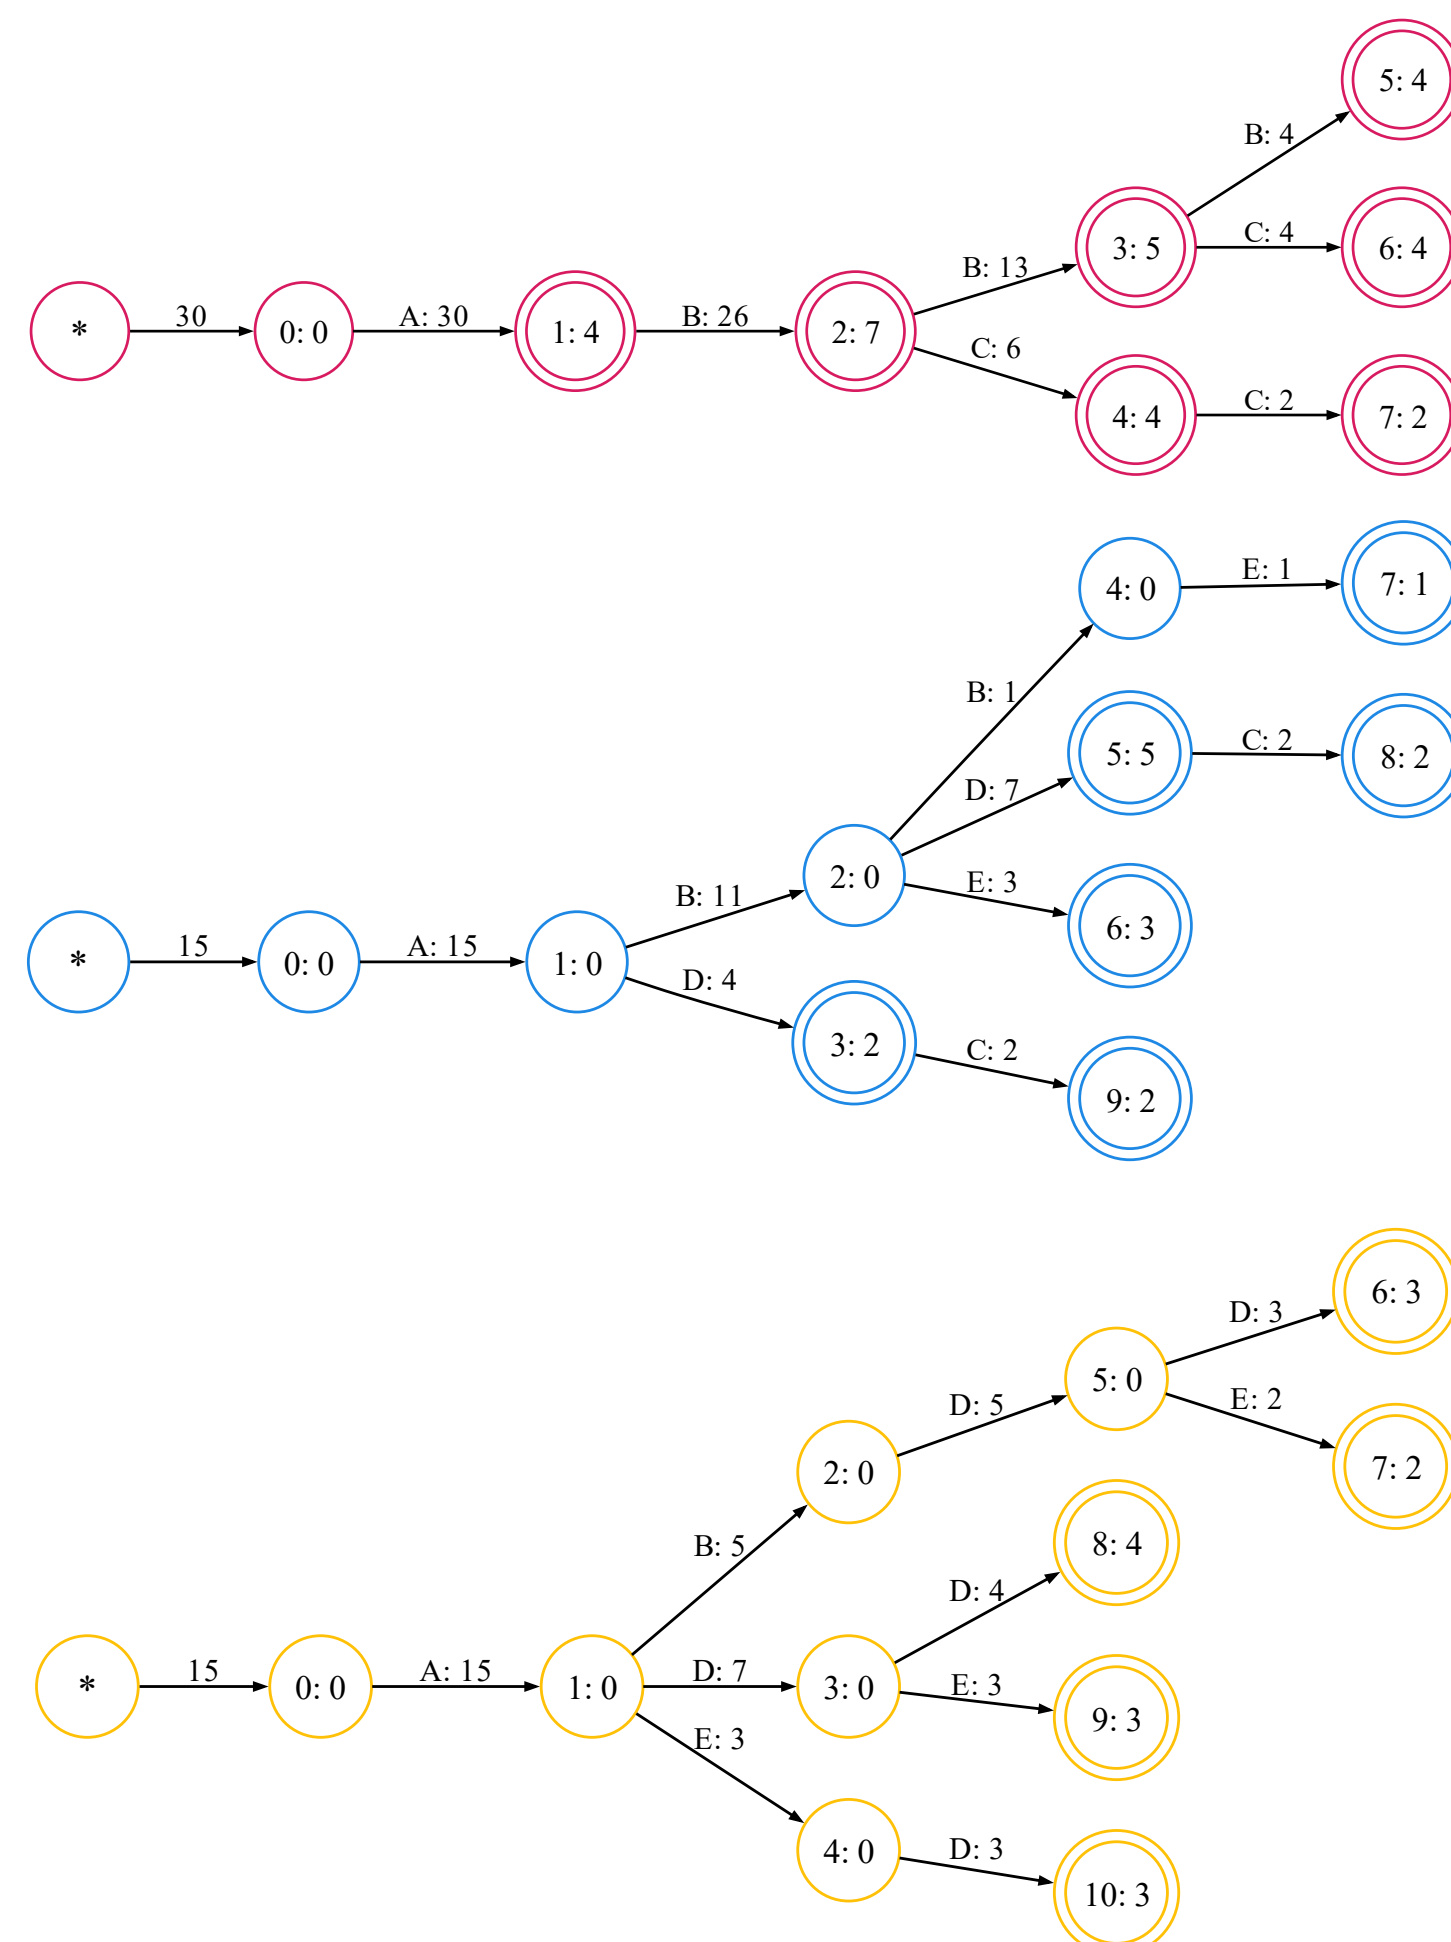 5: 4
B: 4
3: 5
C: 4
6: 4
B: 13
*
30
0: 0
A: 30
1: 4
B: 26
2: 7
C: 6
4: 4
C: 2
7: 2
4: 0
E: 1
7: 1
B: 1
5: 5
C: 2
8: 2
D: 7
2: 0
E: 3
6: 3
B: 11
*
15
0: 0
A: 15
1: 0
D: 4
3: 2
C: 2
9: 2
6: 3
D: 3
5: 0
E: 2
7: 2
D: 5
2: 0
B: 5
8: 4
D: 4
*
15
0: 0
A: 15
1: 0
D: 7
3: 0
E: 3
9: 3
E: 3
4: 0
D: 3
10: 3